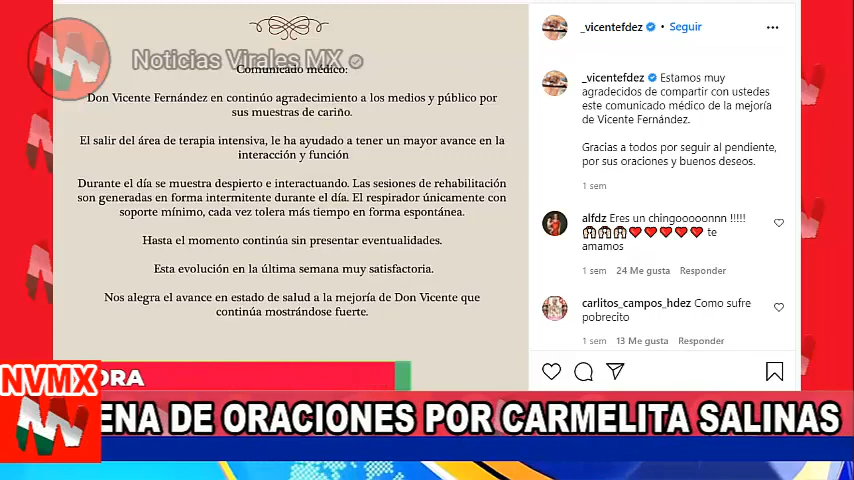 Noticias Virales MX
Comunicado médico:
Don Vicente Fernández en continúo agradecimiento a los medios y público por
sus muestras de cariño.
El salir del área de terapia intensiva, le ha ayudado a tener un mayor avance en la
interacción y función
Durante el día se muestra despierto e interactuando. Las sesiones de rehabilitación
son generadas en forma intermitente durante el día. El respirador únicamente con
soporte mínimo, cada vez tolera más tiempo en forma espontánea.
Hasta el momento continúa sin presentar eventualidades.
Esta evolución en la última semana muy satisfactoria.
Nos alegra el avance en estado de salud a la mejoría de Don Vicente que
continúa mostrándose fuerte.
_vicentefdez • Seguir
_vicentefdez Estamos muy
agradecidos de compartir con ustedes
este comunicado médico de la mejoría
de Vicente Fernández.
Gracias a todos por seguir al pendiente,
por sus oraciones y buenos deseos.
1 sem
alfdz Eres un chingooooonnn !!!!!
🙌🙌🙌❤️❤️❤️❤️❤️ te
amamos
1 sem 24 Me gusta Responder
carlitos_campos_hdez Como sufre
pobrecito
1 sem 13 Me gusta Responder
ORA
NVMX
ENA DE ORACIONES POR CARMELITA SALINAS